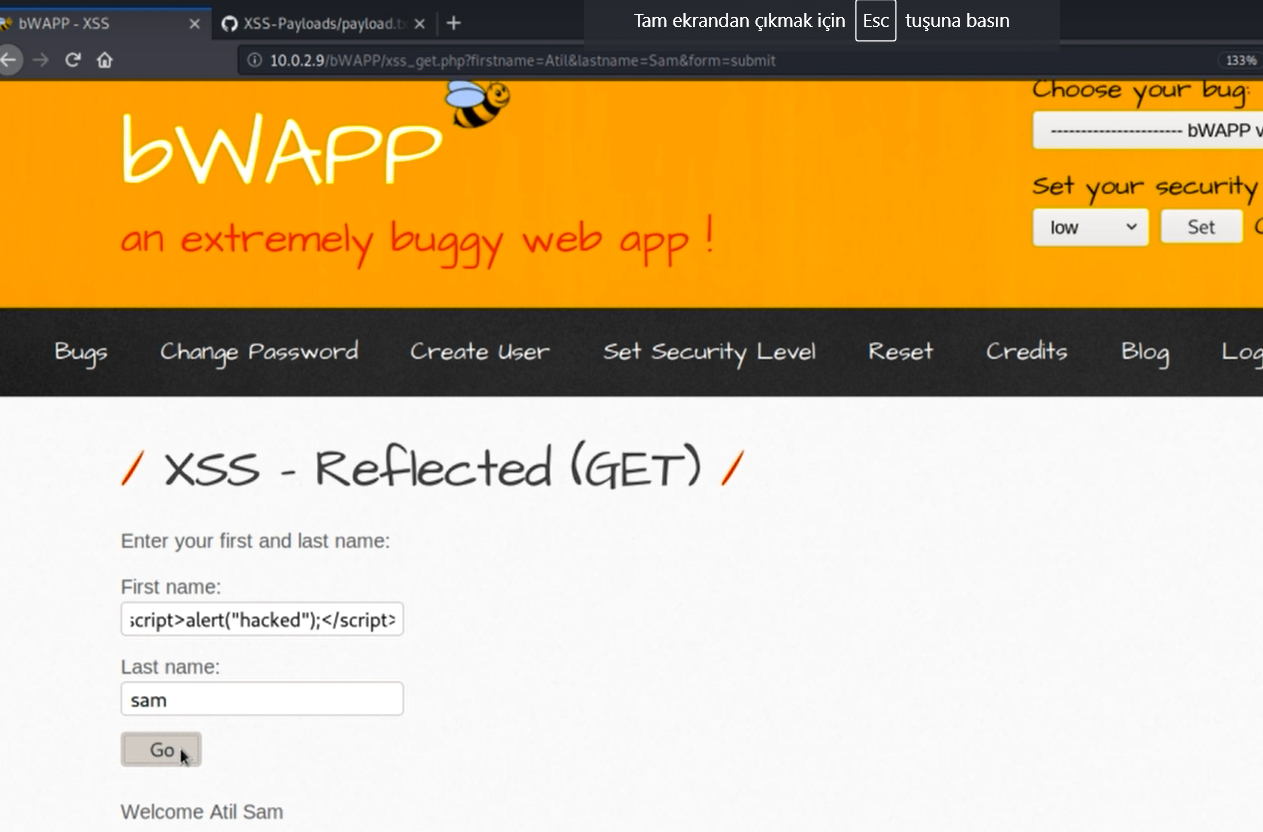 bWAPP - XSS
XSS-Payloads/payload.t
Tam ekrandan çıkmak için Esc tuşuna basın
10.0.2.9/bWAPP/xss_get.php?firstname=Atil&lastname=Sam&form=submit
133%
Choose your bug:
---------------------- bWAPP v
bWAPP
an extremely buggy web app !
Set your security
low
Set
Bugs
Change Password
Create User
Set Security Level
Reset
Credits
Blog
Log
/ XSS - Reflected (GET) /
Enter your first and last name:
First name:
script>alert("hacked");</script>
Last name:
sam
Go
Welcome Atil Sam